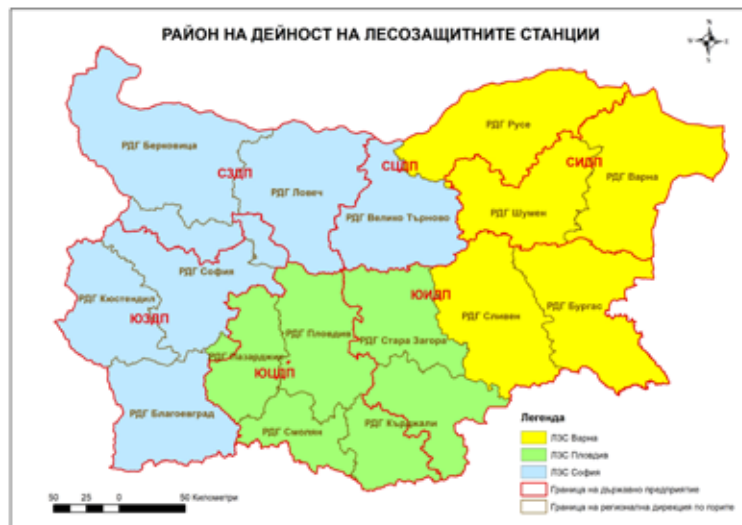 РАЙОН НА ДЕЙНОСТ НА ЛЕСОЗАЩИТНИТЕ СТАНЦИИ
N
W E
S
РДГ Русе
РДГ Берковица
СЗДП
РДГ Ловеч
СЦДП
СИДП
РДГ Варна
РДГ Велико Търново
РДГ Шумен
РДГ София
РДГ Кюстендил
ЮЗДП
РДГ Пловдив
ЮИДП
РДГ Сливен
РДГ Бургас
РДГ Стара Загора
РДГ Пазарджик
ЮЦДП
РДГ Благоевград
РДГ Смолян
РДГ Кърджали
Легенда
ЛЗС Варна
ЛЗС Пловдив
ЛЗС София
Граница на държавно предприятие
Граница на регионална дирекция по горите
50 25 0 50 Километри